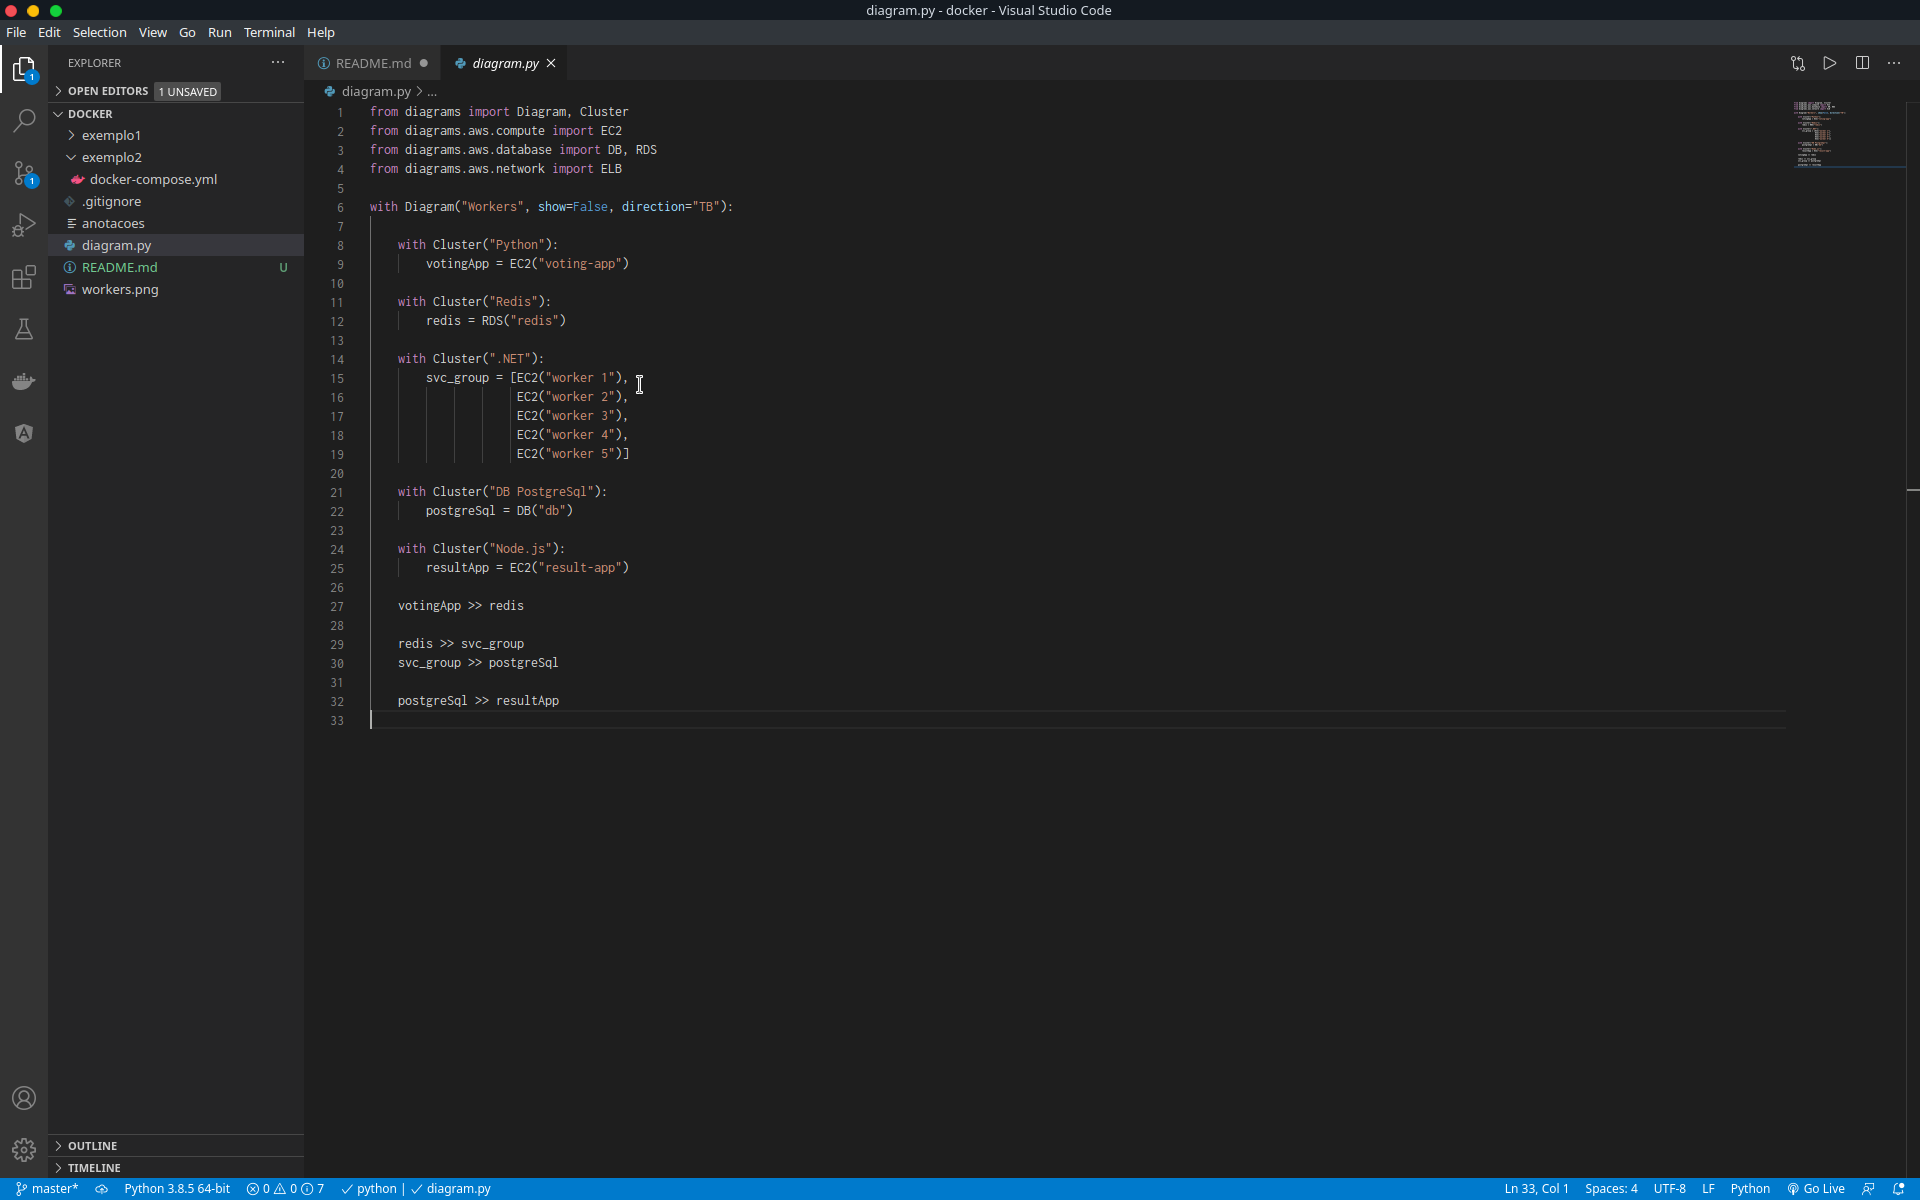 diagram.py - docker - Visual Studio Code
File Edit Selection View Go Run Terminal Help
EXPLORER
OPEN EDITORS 1 UNSAVED
DOCKER
exemplo1
exemplo2
docker-compose.yml
.gitignore
anotacoes
diagram.py
README.md U
workers.png
OUTLINE
TIMELINE
1
1
README.md
diagram.py
diagram.py > ...
1 from diagrams import Diagram, Cluster
2 from diagrams.aws.compute import EC2
3 from diagrams.aws.database import DB, RDS
4 from diagrams.aws.network import ELB
5
6 with Diagram("Workers", show=False, direction="TB"):
7
8     with Cluster("Python"):
9         votingApp = EC2("voting-app")
10
11     with Cluster("Redis"):
12         redis = RDS("redis")
13
14     with Cluster(".NET"):
15         svc_group = [EC2("worker 1"),
16                      EC2("worker 2"),
17                      EC2("worker 3"),
18                      EC2("worker 4"),
19                      EC2("worker 5")]
20
21     with Cluster("DB PostgreSql"):
22         postgreSql = DB("db")
23
24     with Cluster("Node.js"):
25         resultApp = EC2("result-app")
26
27     votingApp >> redis
28
29     redis >> svc_group
30     svc_group >> postgreSql
31
32     postgreSql >> resultApp
33
master* Python 3.8.5 64-bit 0 0 7 python | diagram.py Ln 33, Col 1 Spaces: 4 UTF-8 LF Python Go Live